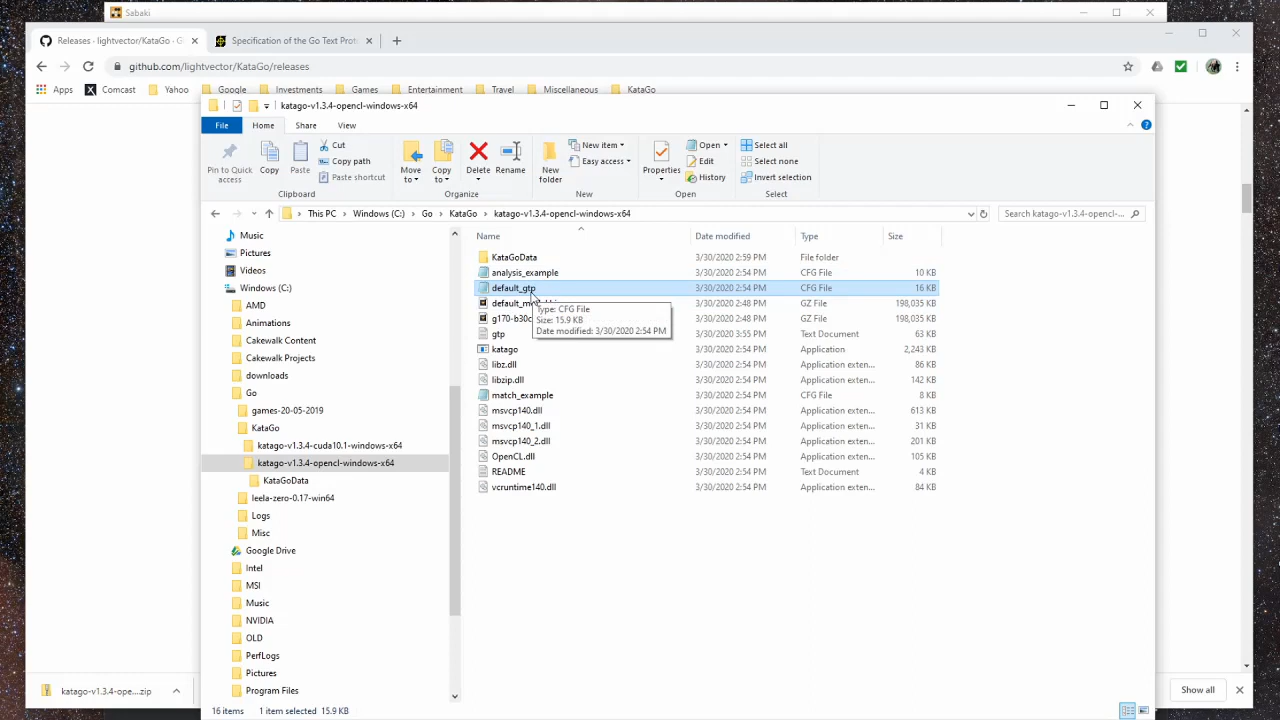 Sabaki
Releases · lightvector/KataGo · G
Specification of the Go Text Prot
github.com/lightvector/KataGo/releases
Apps
Comcast
Yahoo
Google
Investments
Games
Entertainment
Travel
Miscellaneous
KataGo
katago-v1.3.4-opencl-windows-x64
File
Home
Share
View
Pin to Quick access
Copy
Paste
Cut
Copy path
Paste shortcut
Clipboard
Move to
Copy to
Delete
Rename
Organize
New folder
New item
Easy access
New
Properties
Open
Edit
History
Open
Select all
Select none
Invert selection
Select
This PC > Windows (C:) > Go > KataGo > katago-v1.3.4-opencl-windows-x64
Search katago-v1.3.4-opencl-...
Music
Pictures
Videos
Windows (C:)
AMD
Animations
Cakewalk Content
Cakewalk Projects
downloads
Go
games-20-05-2019
KataGo
katago-v1.3.4-cuda10.1-windows-x64
katago-v1.3.4-opencl-windows-x64
KataGoData
leela-zero-0.17-win64
Logs
Misc
Google Drive
Intel
MSI
Music
NVIDIA
OLD
PerfLogs
Pictures
Program Files
Name Date modified Type Size
KataGoData 3/30/2020 2:59 PM File folder
analysis_example 3/30/2020 2:54 PM CFG File 10 KB
default_gtp 3/30/2020 2:54 PM CFG File 16 KB
3/30/2020 2:48 PM GZ File 198,035 KB
3/30/2020 2:48 PM GZ File 198,035 KB
gtp 3/30/2020 3:55 PM Text Document 63 KB
katago 3/30/2020 2:54 PM Application 2,243 KB
libz.dll 3/30/2020 2:54 PM Application exten... 86 KB
libzip.dll 3/30/2020 2:54 PM Application exten... 142 KB
match_example 3/30/2020 2:54 PM CFG File 8 KB
msvcp140.dll 3/30/2020 2:54 PM Application exten... 613 KB
msvcp140_1.dll 3/30/2020 2:54 PM Application exten... 31 KB
msvcp140_2.dll 3/30/2020 2:54 PM Application exten... 201 KB
OpenCL.dll 3/30/2020 2:54 PM Application exten... 105 KB
README 3/30/2020 2:54 PM Text Document 4 KB
vcruntime140.dll 3/30/2020 2:54 PM Application exten... 84 KB
Type: CFG File
Size: 15.9 KB
Date modified: 3/30/2020 2:54 PM
katago-v1.3.4-ope....zip
Show all
16 items 1 item selected 15.9 KB